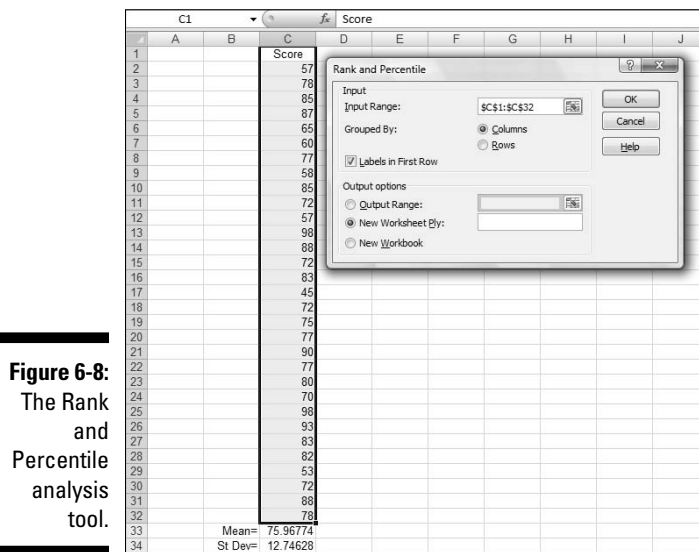 C1 fx Score
A B C D E F G H I J
1 Score
2 57
3 78
4 85
5 87
6 65
7 60
8 77
9 58
10 85
11 72
12 57
13 98
14 88
15 72
16 83
17 45
18 72
19 75
20 77
21 90
22 77
23 80
24 70
25 98
26 93
27 83
28 82
29 53
30 72
31 88
32 78
33 Mean= 75.96774
34 St Dev= 12.74628
Rank and Percentile
Input
Input Range: $C$1:$C$32
Grouped By: Columns
Rows
Labels in First Row
Output options
Output Range:
New Worksheet Ply:
New Workbook
OK
Cancel
Help
Figure 6-8:
The Rank
and
Percentile
analysis
tool.